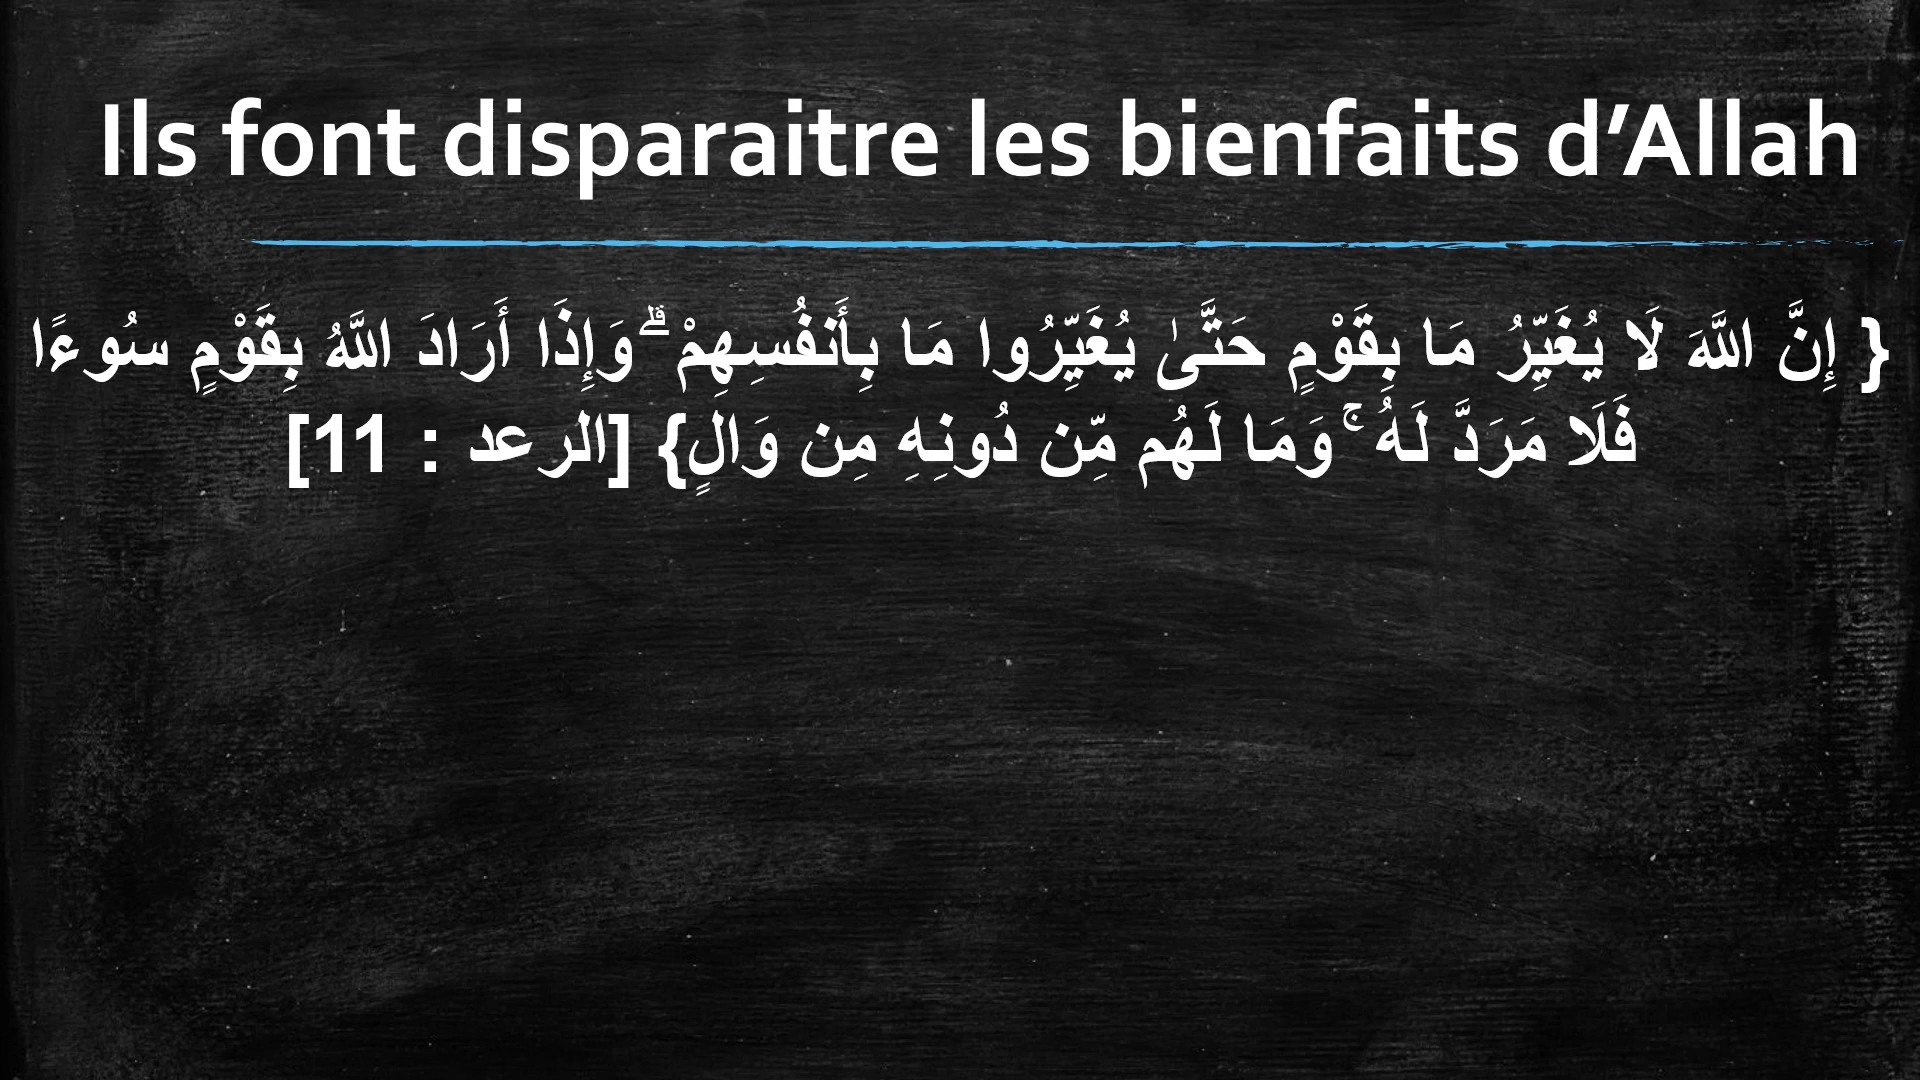 Ils font disparaitre les bienfaits d’Allah
{ إِنَّ اللَّهَ لَا يُغَيِّرُ مَا بِقَوْمٍ حَتَّىٰ يُغَيِّرُوا مَا بِأَنفُسِهِمْ ۗ وَإِذَا أَرَادَ اللَّهُ بِقَوْمٍ سُوءًا
فَلَا مَرَدَّ لَهُ ۚ وَمَا لَهُم مِّن دُونِهِ مِن وَالٍ} [الرعد : 11]